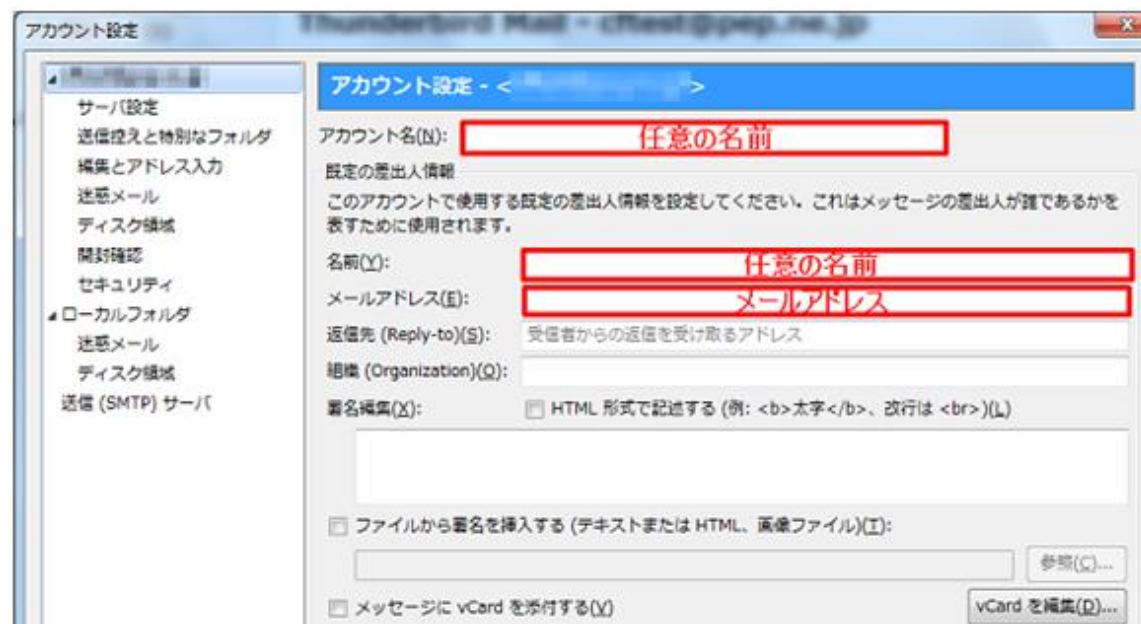 Thunderbird Mail - cftest@pep.ne.jp
アカウント設定
サーバ設定
送信控えと特別なフォルダ
編集とアドレス入力
迷惑メール
ディスク領域
開封確認
セキュリティ
ローカルフォルダ
迷惑メール
ディスク領域
送信 (SMTP) サーバ
アカウント設定 - < >
アカウント名(N): 任意の名前
既定の差出人情報
このアカウントで使用する既定の差出人情報を設定してください。これはメッセージの差出人が誰であるかを
表すために使用されます。
名前(Y): 任意の名前
メールアドレス(E): メールアドレス
返信先 (Reply-to)(S): 受信者からの返信を受け取るアドレス
組織 (Organization)(O):
署名編集(X): HTML 形式で記述する (例: <b>太字</b>、改行は <br>)(L)
ファイルから署名を挿入する (テキストまたは HTML、画像ファイル)(T):
参照(C)...
メッセージに vCard を添付する(V) vCard を編集(D)...